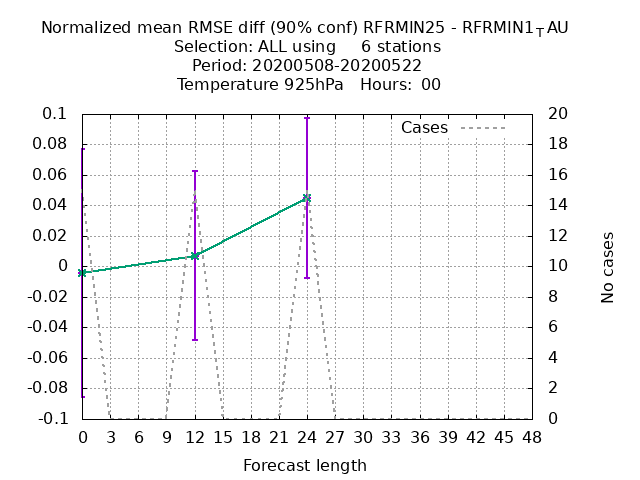 Normalized mean RMSE diff (90% conf) RFRMIN25 - RFRMIN1_TAU
Selection: ALL using 6 stations
Period: 20200508-20200522
Temperature 925hPa Hours: 00
0.1
0.08
0.06
0.04
0.02
0
-0.02
-0.04
-0.06
-0.08
-0.1
Cases
20
18
16
14
12
10
8
6
4
2
0
No cases
0 3 6 9 12 15 18 21 24 27 30 33 36 39 42 45 48
Forecast length